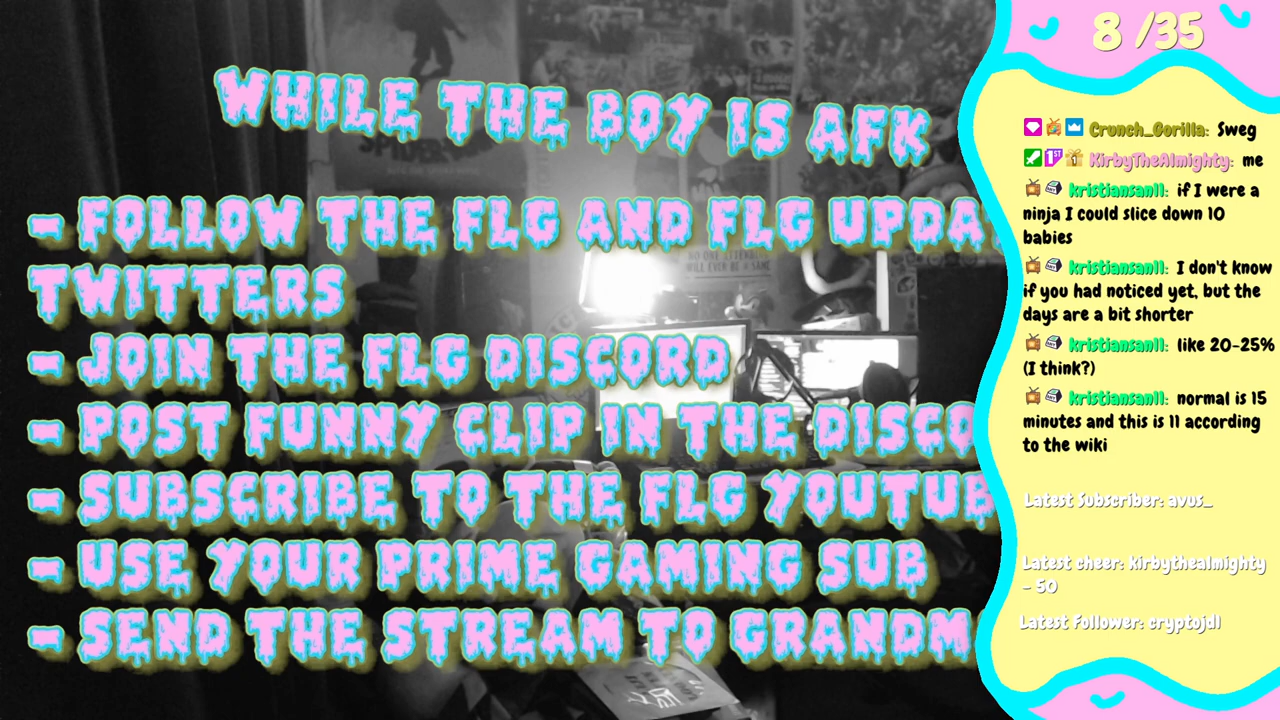 8 /35
WHILE THE BOY IS AFK
- FOLLOW THE FLG AND FLG UPDA
TWITTERS
- JOIN THE FLG DISCORD
- POST FUNNY CLIP IN THE DISCO
- SUBSCRIBE TO THE FLG YOUTUB
- USE YOUR PRIME GAMING SUB
- SEND THE STREAM TO GRANDM
Crunch_Gorilla: Sweg
1ST 1 KirbyTheAlmighty: me
kristiansan11: if I were a
ninja I could slice down 10
babies
kristiansan11: I don't know
if you had noticed yet, but the
days are a bit shorter
kristiansan11: like 20-25%
(I think?)
kristiansan11: normal is 15
minutes and this is 11 according
to the wiki
Latest Subscriber: avus_
Latest cheer: kirbythealmighty
- 50
Latest Follower: cryptojdl